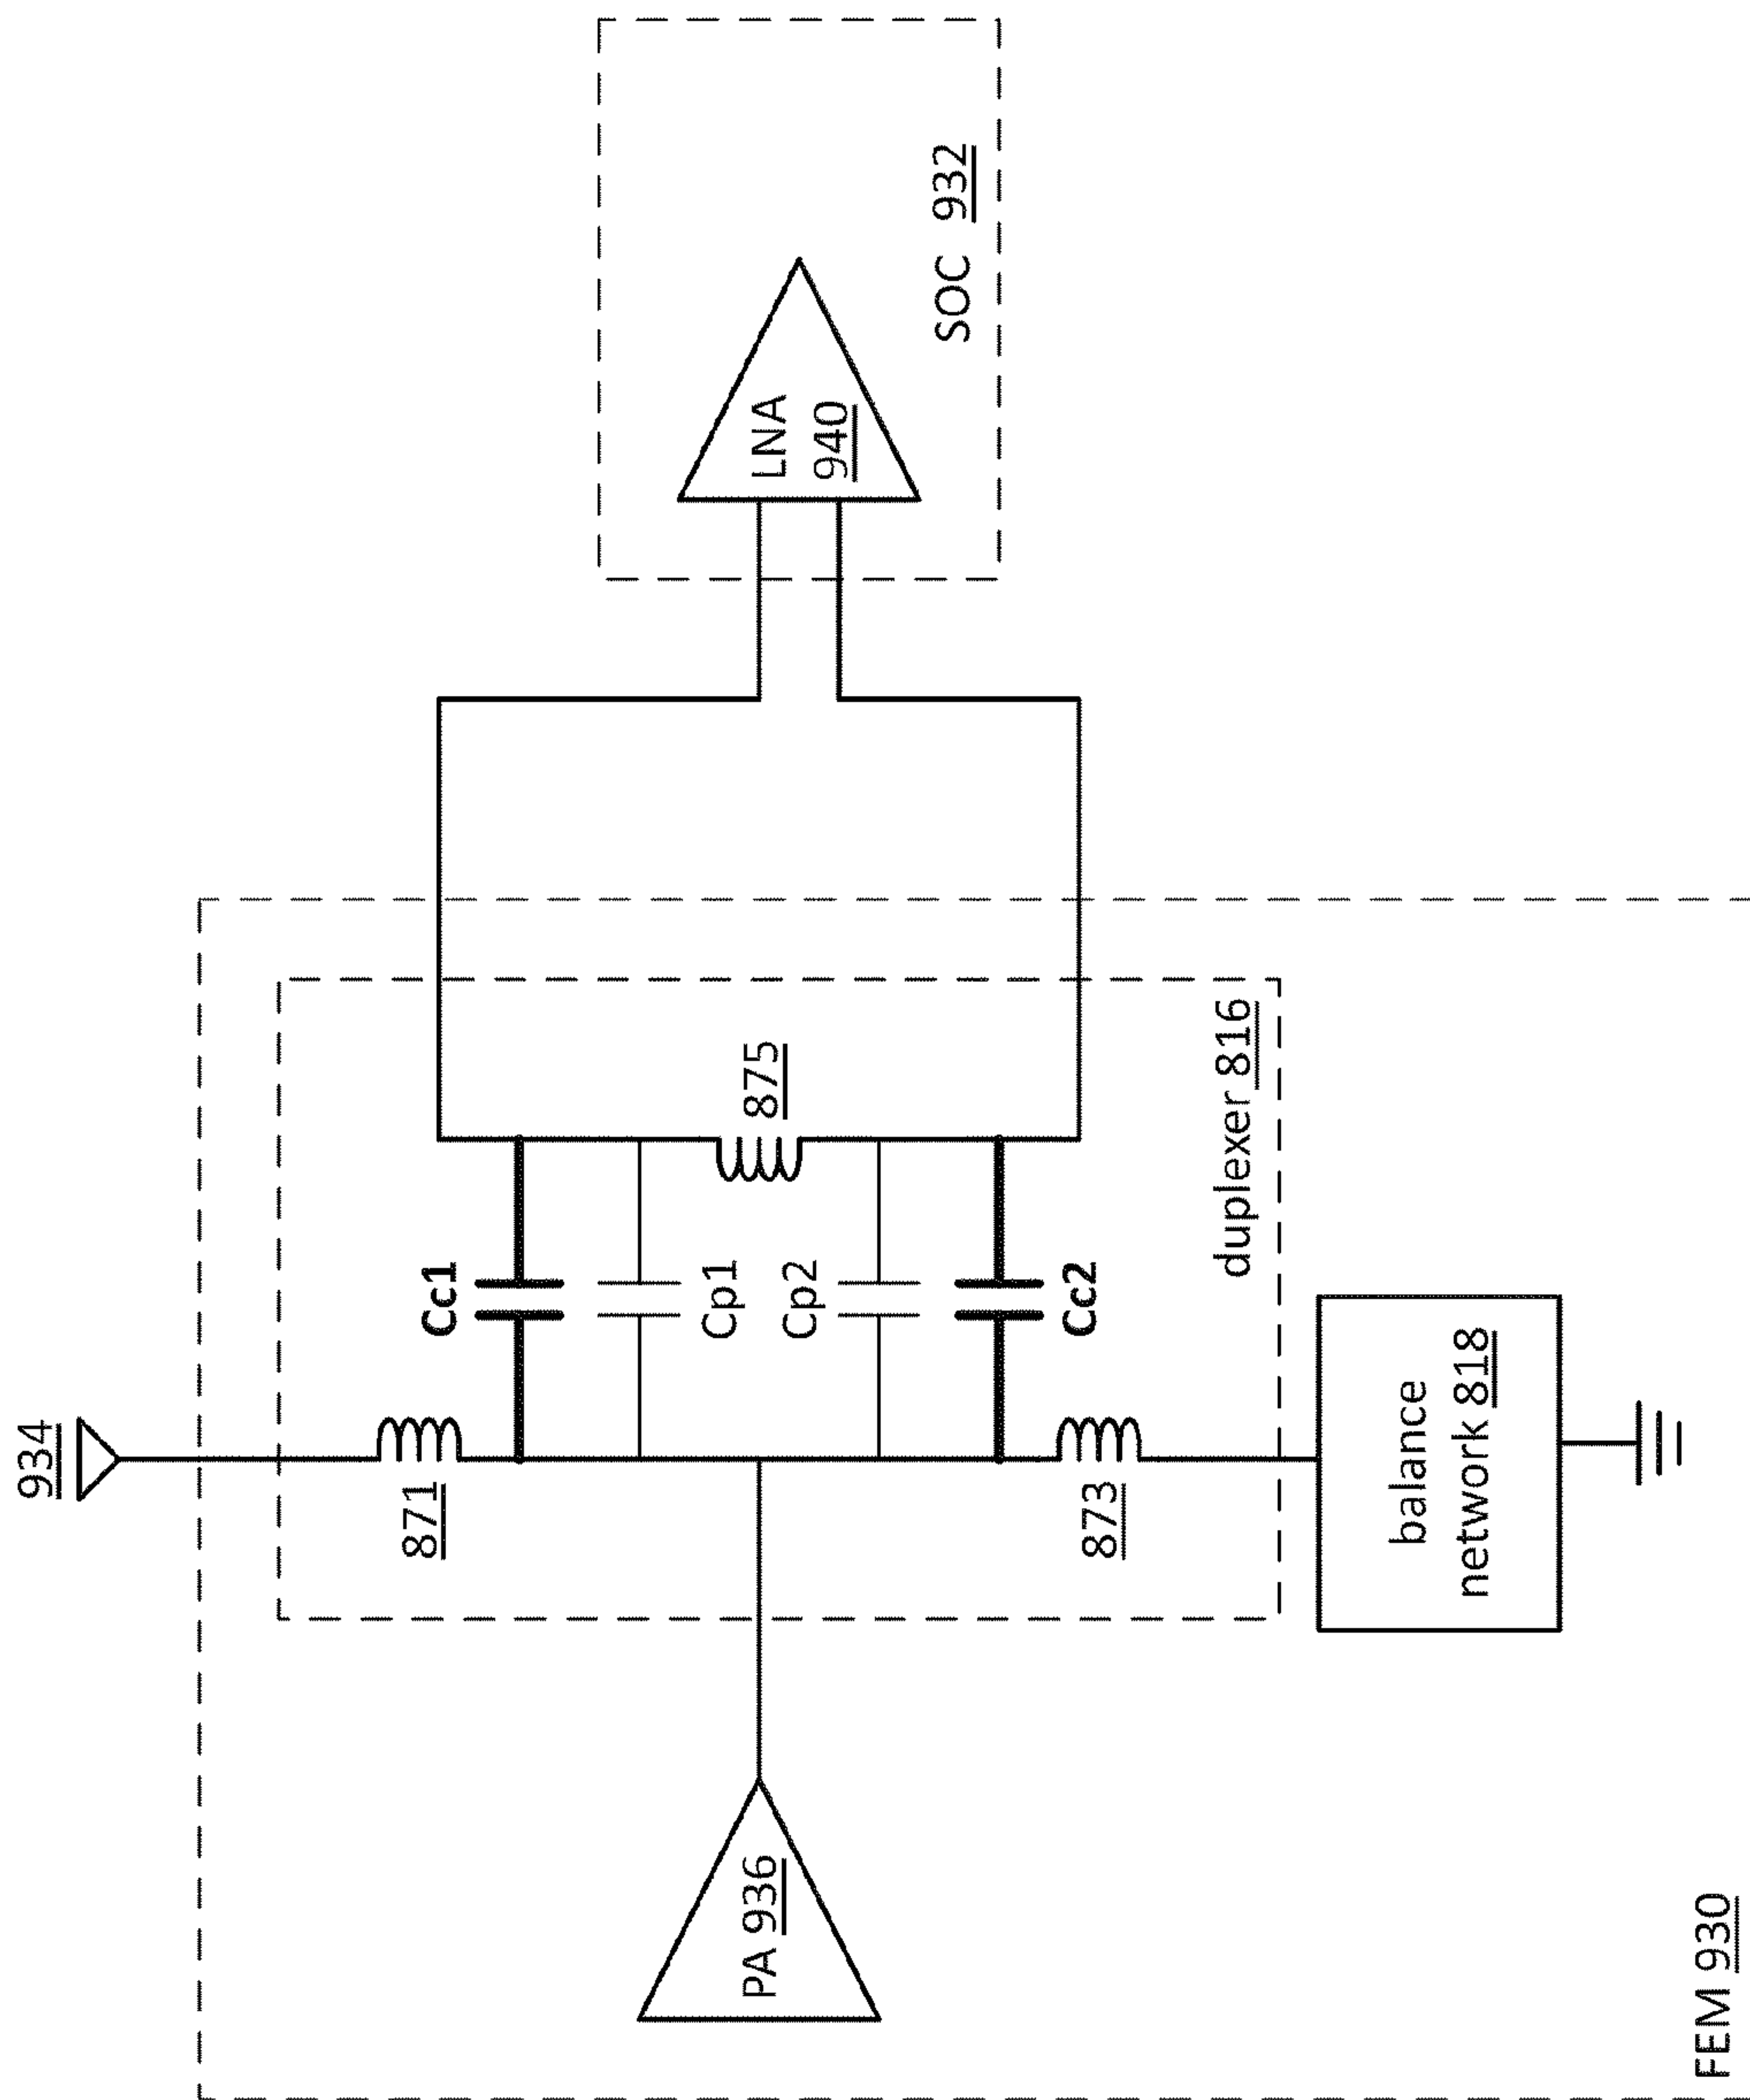 934
871
Cc1
Cp1
Cp2
Cc2
873
875
duplexer 816
PA 936
balance
network 818
LNA
940
SOC 932
FEM 930